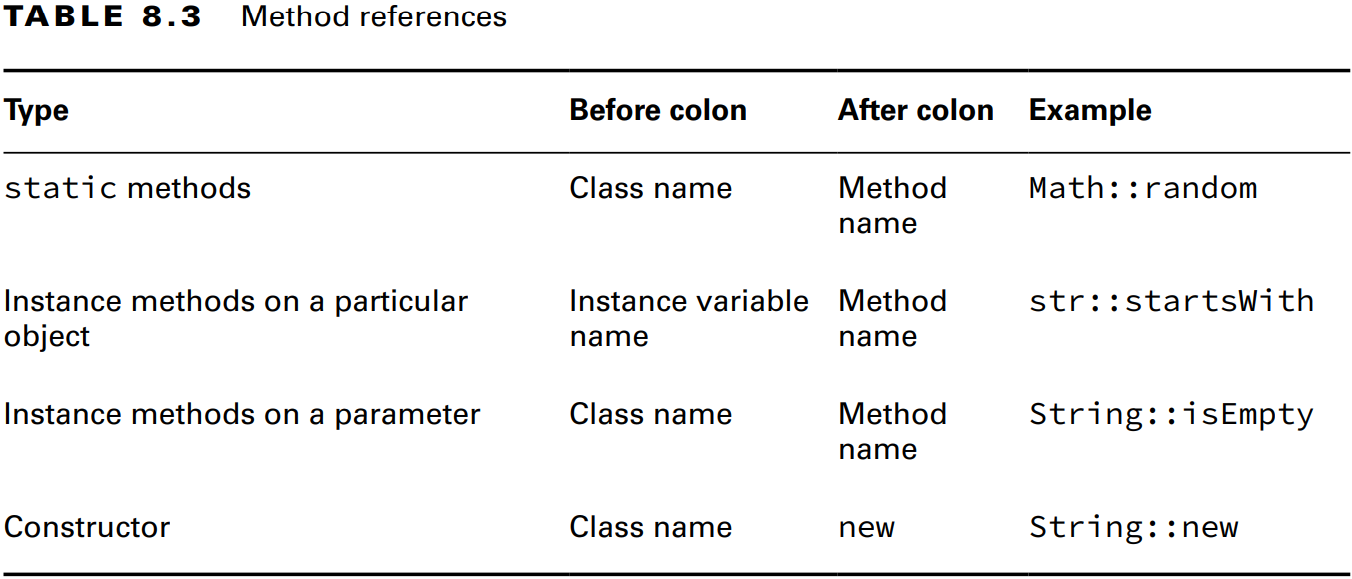 TABLE 8.3 Method references
Type Before colon After colon Example
static methods Class name Method name Math::random
Instance methods on a particular object Instance variable name Method name str::startsWith
Instance methods on a parameter Class name Method name String::isEmpty
Constructor Class name new String::new